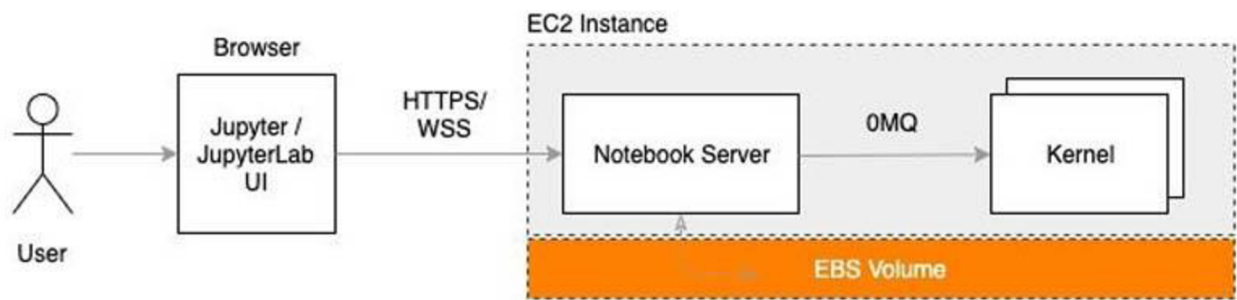 EC2 Instance
Browser
HTTPS/
WSS
Jupyter /
JupyterLab
UI
Notebook Server
0MQ
Kernel
User
EBS Volume